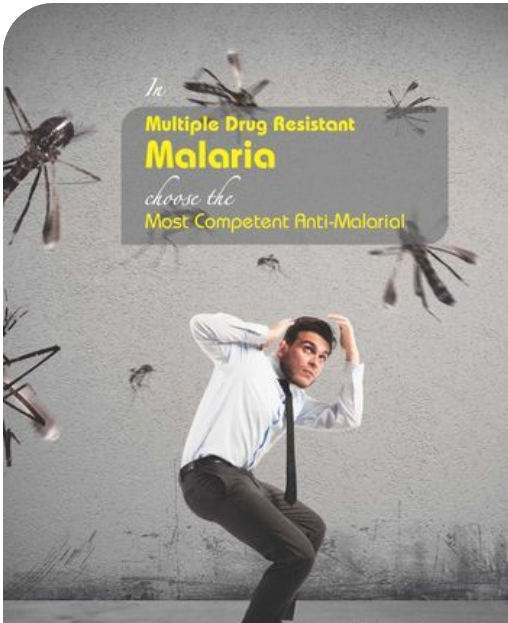 In
Multiple Drug Resistant
Malaria
choose the
Most Competent Anti-Malarial